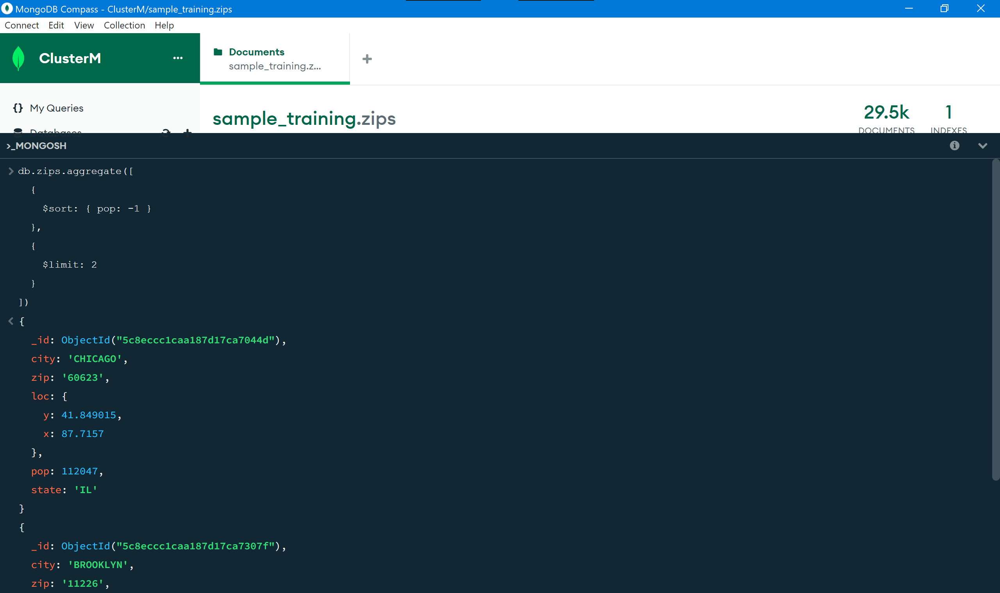 MongoDB Compass - ClusterM/sample_training.zips
Connect Edit View Collection Help
ClusterM
Documents
sample_training.z...
My Queries
sample_training.zips
29.5k
1
Databases
DOCUMENTS
INDEXES
>_MONGOSH
db.zips.aggregate([
{
$sort: { pop: -1 }
},
{
$limit: 2
}
])
{
_id: ObjectId("5c8eccc1caa187d17ca7044d"),
city: 'CHICAGO',
zip: '60623',
loc: {
y: 41.849015,
x: 87.7157
},
pop: 112047,
state: 'IL'
}
{
_id: ObjectId("5c8eccc1caa187d17ca7307f"),
city: 'BROOKLYN',
zip: '11226',